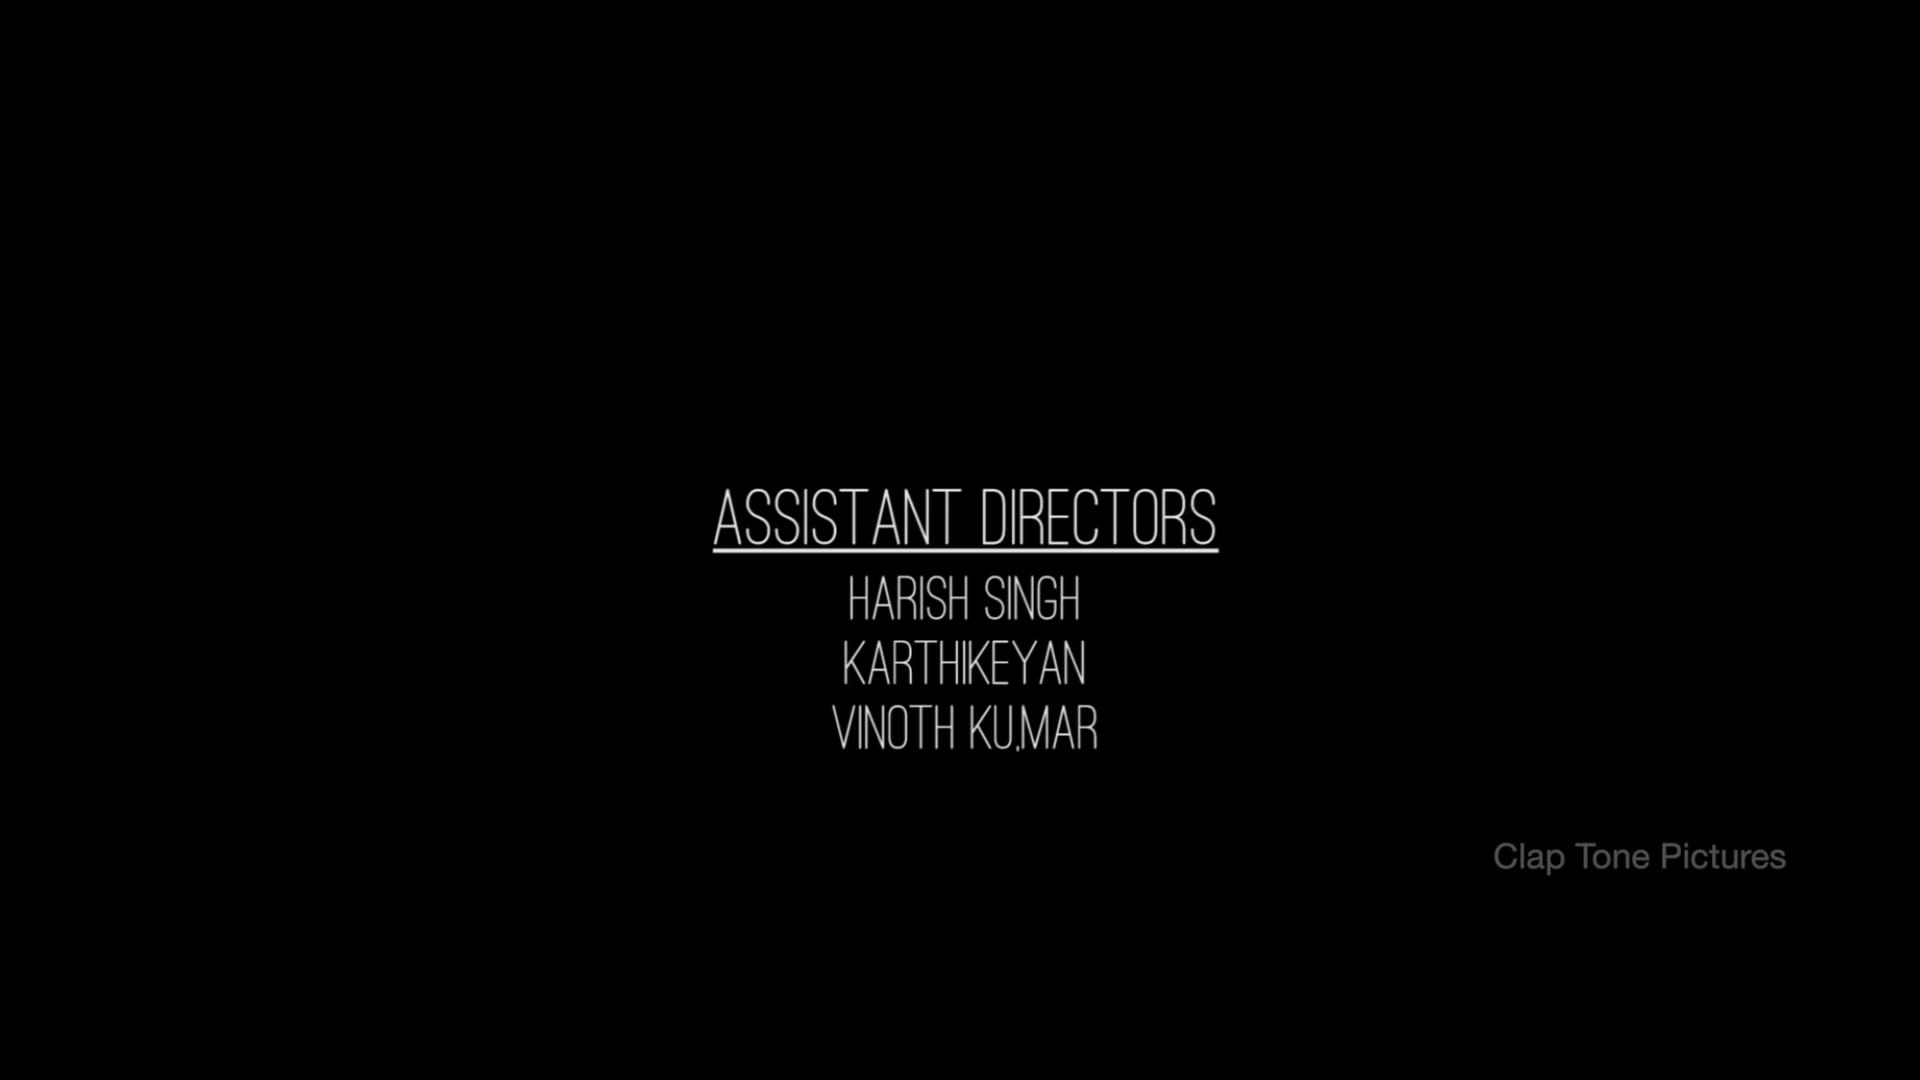 ASSISTANT DIRECTORS
HARISH SINGH
KARTHIKEYAN
VINOTH KU,MAR
Clap Tone Pictures